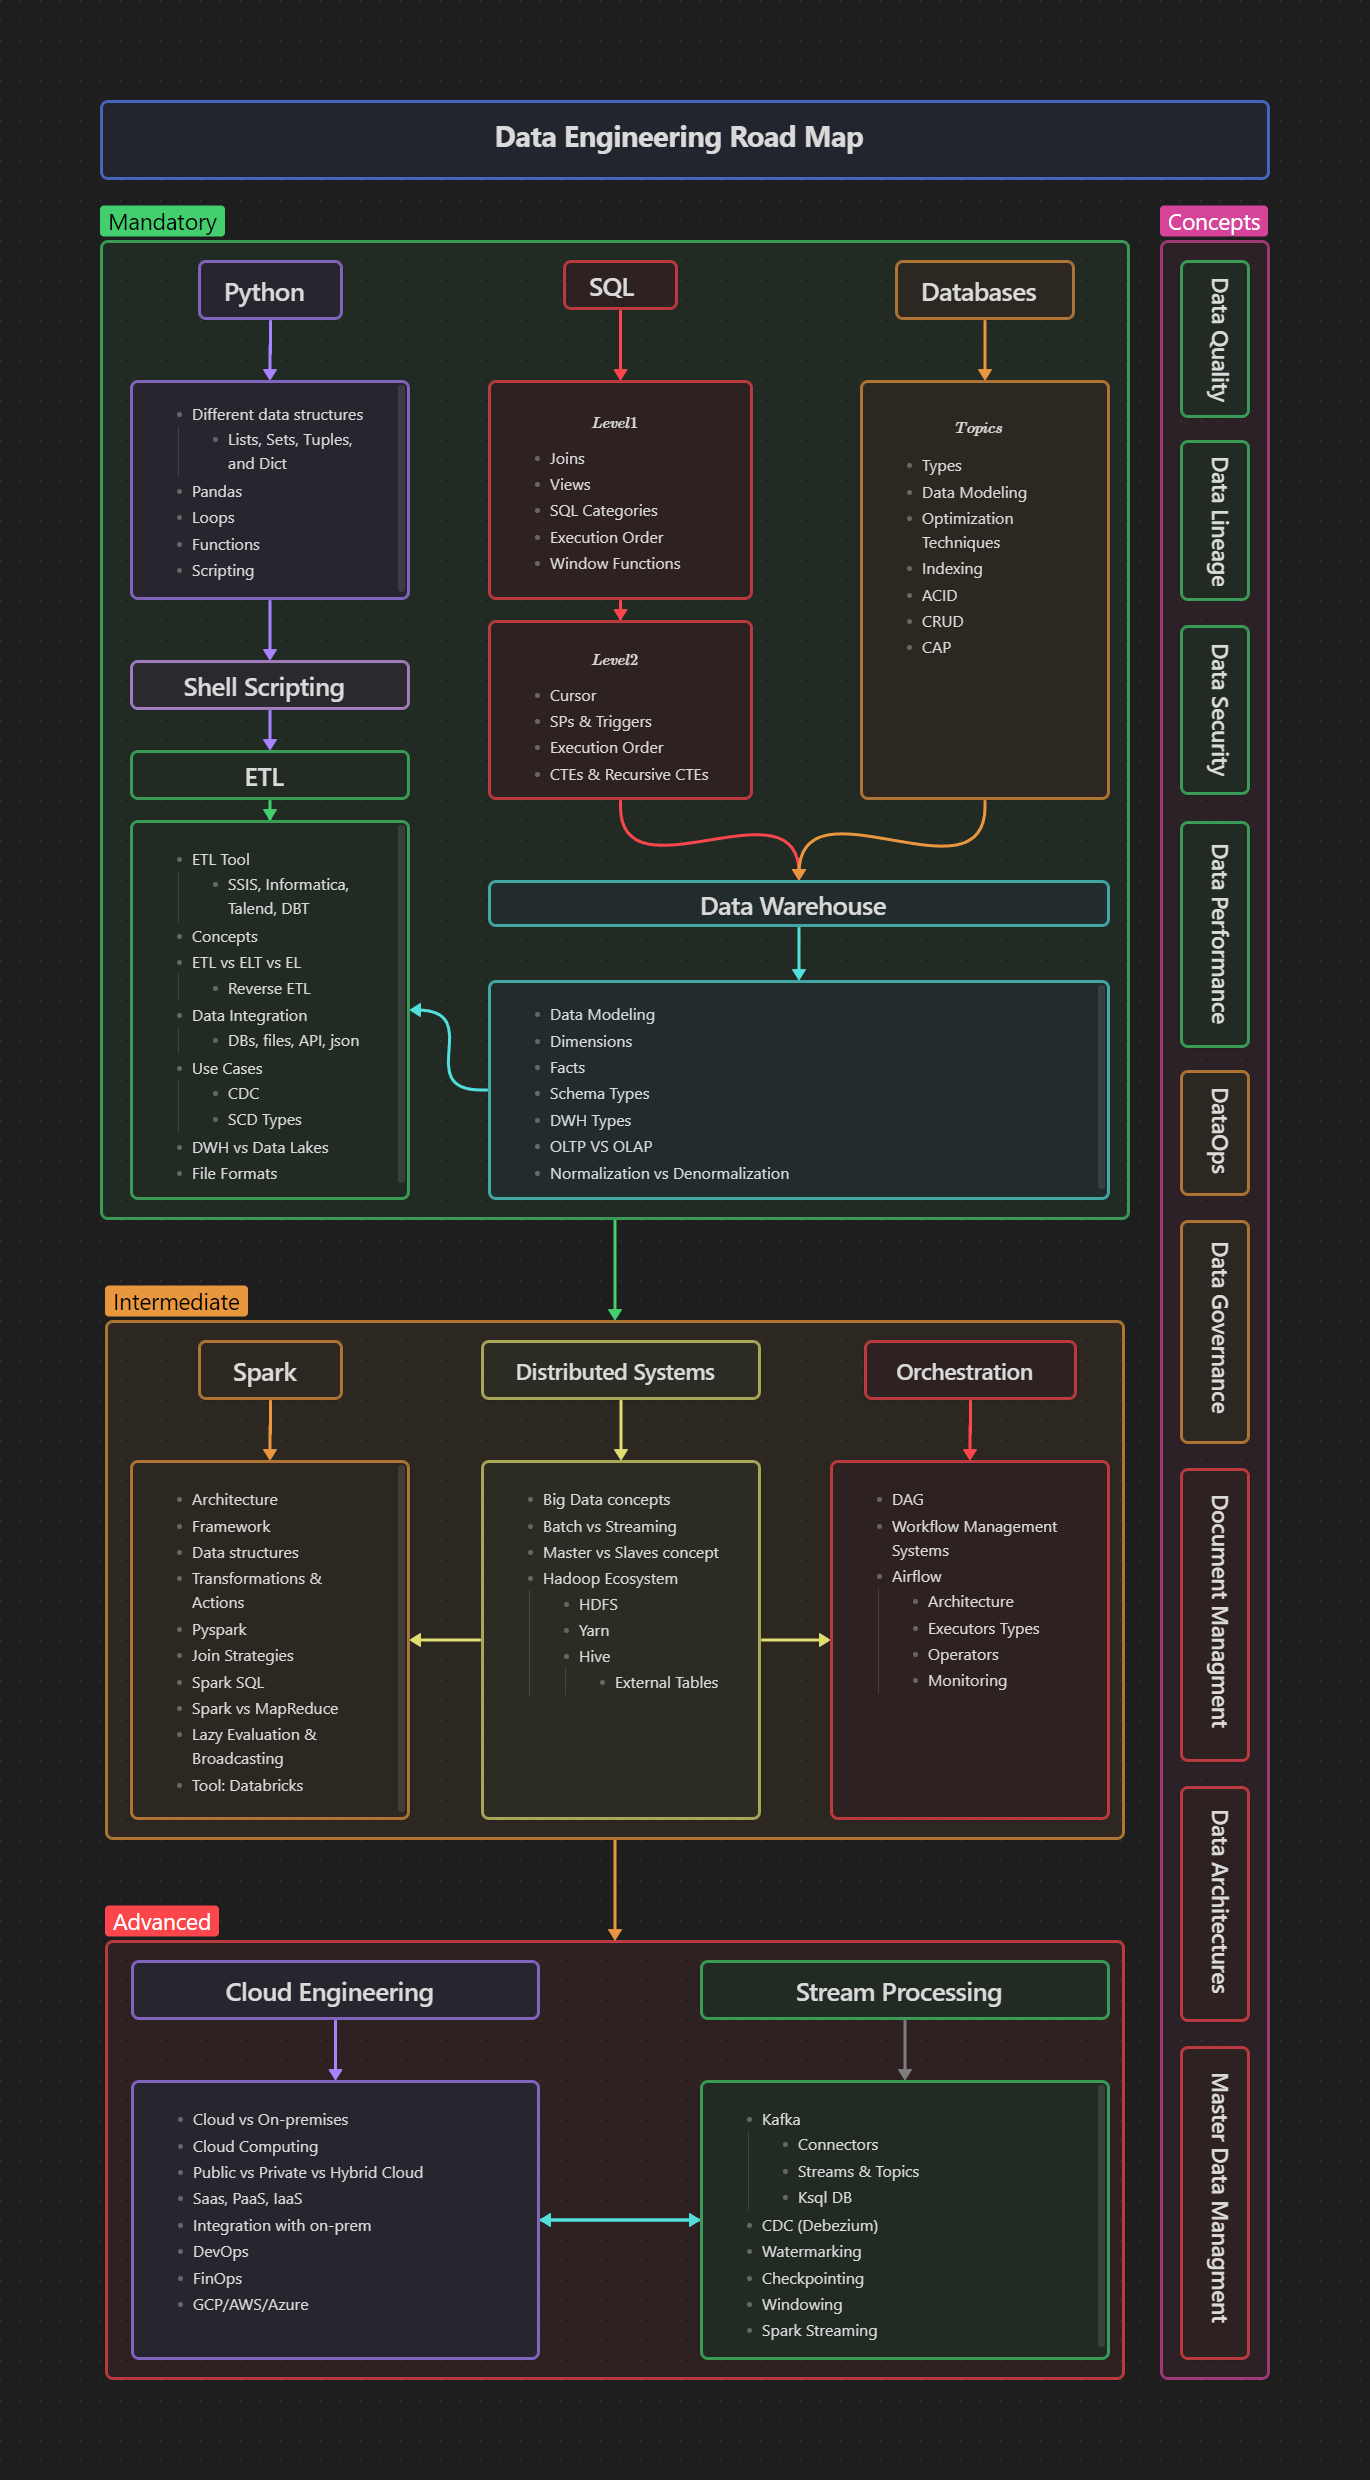 Data Engineering Road Map
Mandatory
Python
Different data structures
Lists, Sets, Tuples,
and Dict
Pandas
Loops
Functions
Scripting
Shell Scripting
ETL
ETL Tool
SSIS, Informatica,
Talend, DBT
Concepts
ETL vs ELT vs EL
Reverse ETL
Data Integration
DBs, files, API, json
Use Cases
CDC
SCD Types
DWH vs Data Lakes
File Formats
SQL
Level1
Joins
Views
SQL Categories
Execution Order
Window Functions
Level2
Cursor
SPs & Triggers
Execution Order
CTEs & Recursive CTEs
Databases
Topics
Types
Data Modeling
Optimization
Techniques
Indexing
ACID
CRUD
CAP
Data Warehouse
Data Modeling
Dimensions
Facts
Schema Types
DWH Types
OLTP VS OLAP
Normalization vs Denormalization
Intermediate
Spark
Architecture
Framework
Data structures
Transformations &
Actions
Pyspark
Join Strategies
Spark SQL
Spark vs MapReduce
Lazy Evaluation &
Broadcasting
Tool: Databricks
Distributed Systems
Big Data concepts
Batch vs Streaming
Master vs Slaves concept
Hadoop Ecosystem
HDFS
Yarn
Hive
External Tables
Orchestration
DAG
Workflow Management
Systems
Airflow
Architecture
Executors Types
Operators
Monitoring
Advanced
Cloud Engineering
Cloud vs On-premises
Cloud Computing
Public vs Private vs Hybrid Cloud
Saas, PaaS, IaaS
Integration with on-prem
DevOps
FinOps
GCP/AWS/Azure
Stream Processing
Kafka
Connectors
Streams & Topics
Ksql DB
CDC (Debezium)
Watermarking
Checkpointing
Windowing
Spark Streaming
Concepts
Data Quality
Data Lineage
Data Security
Data Performance
DataOps
Data Governance
Document Managment
Data Architectures
Master Data Managment